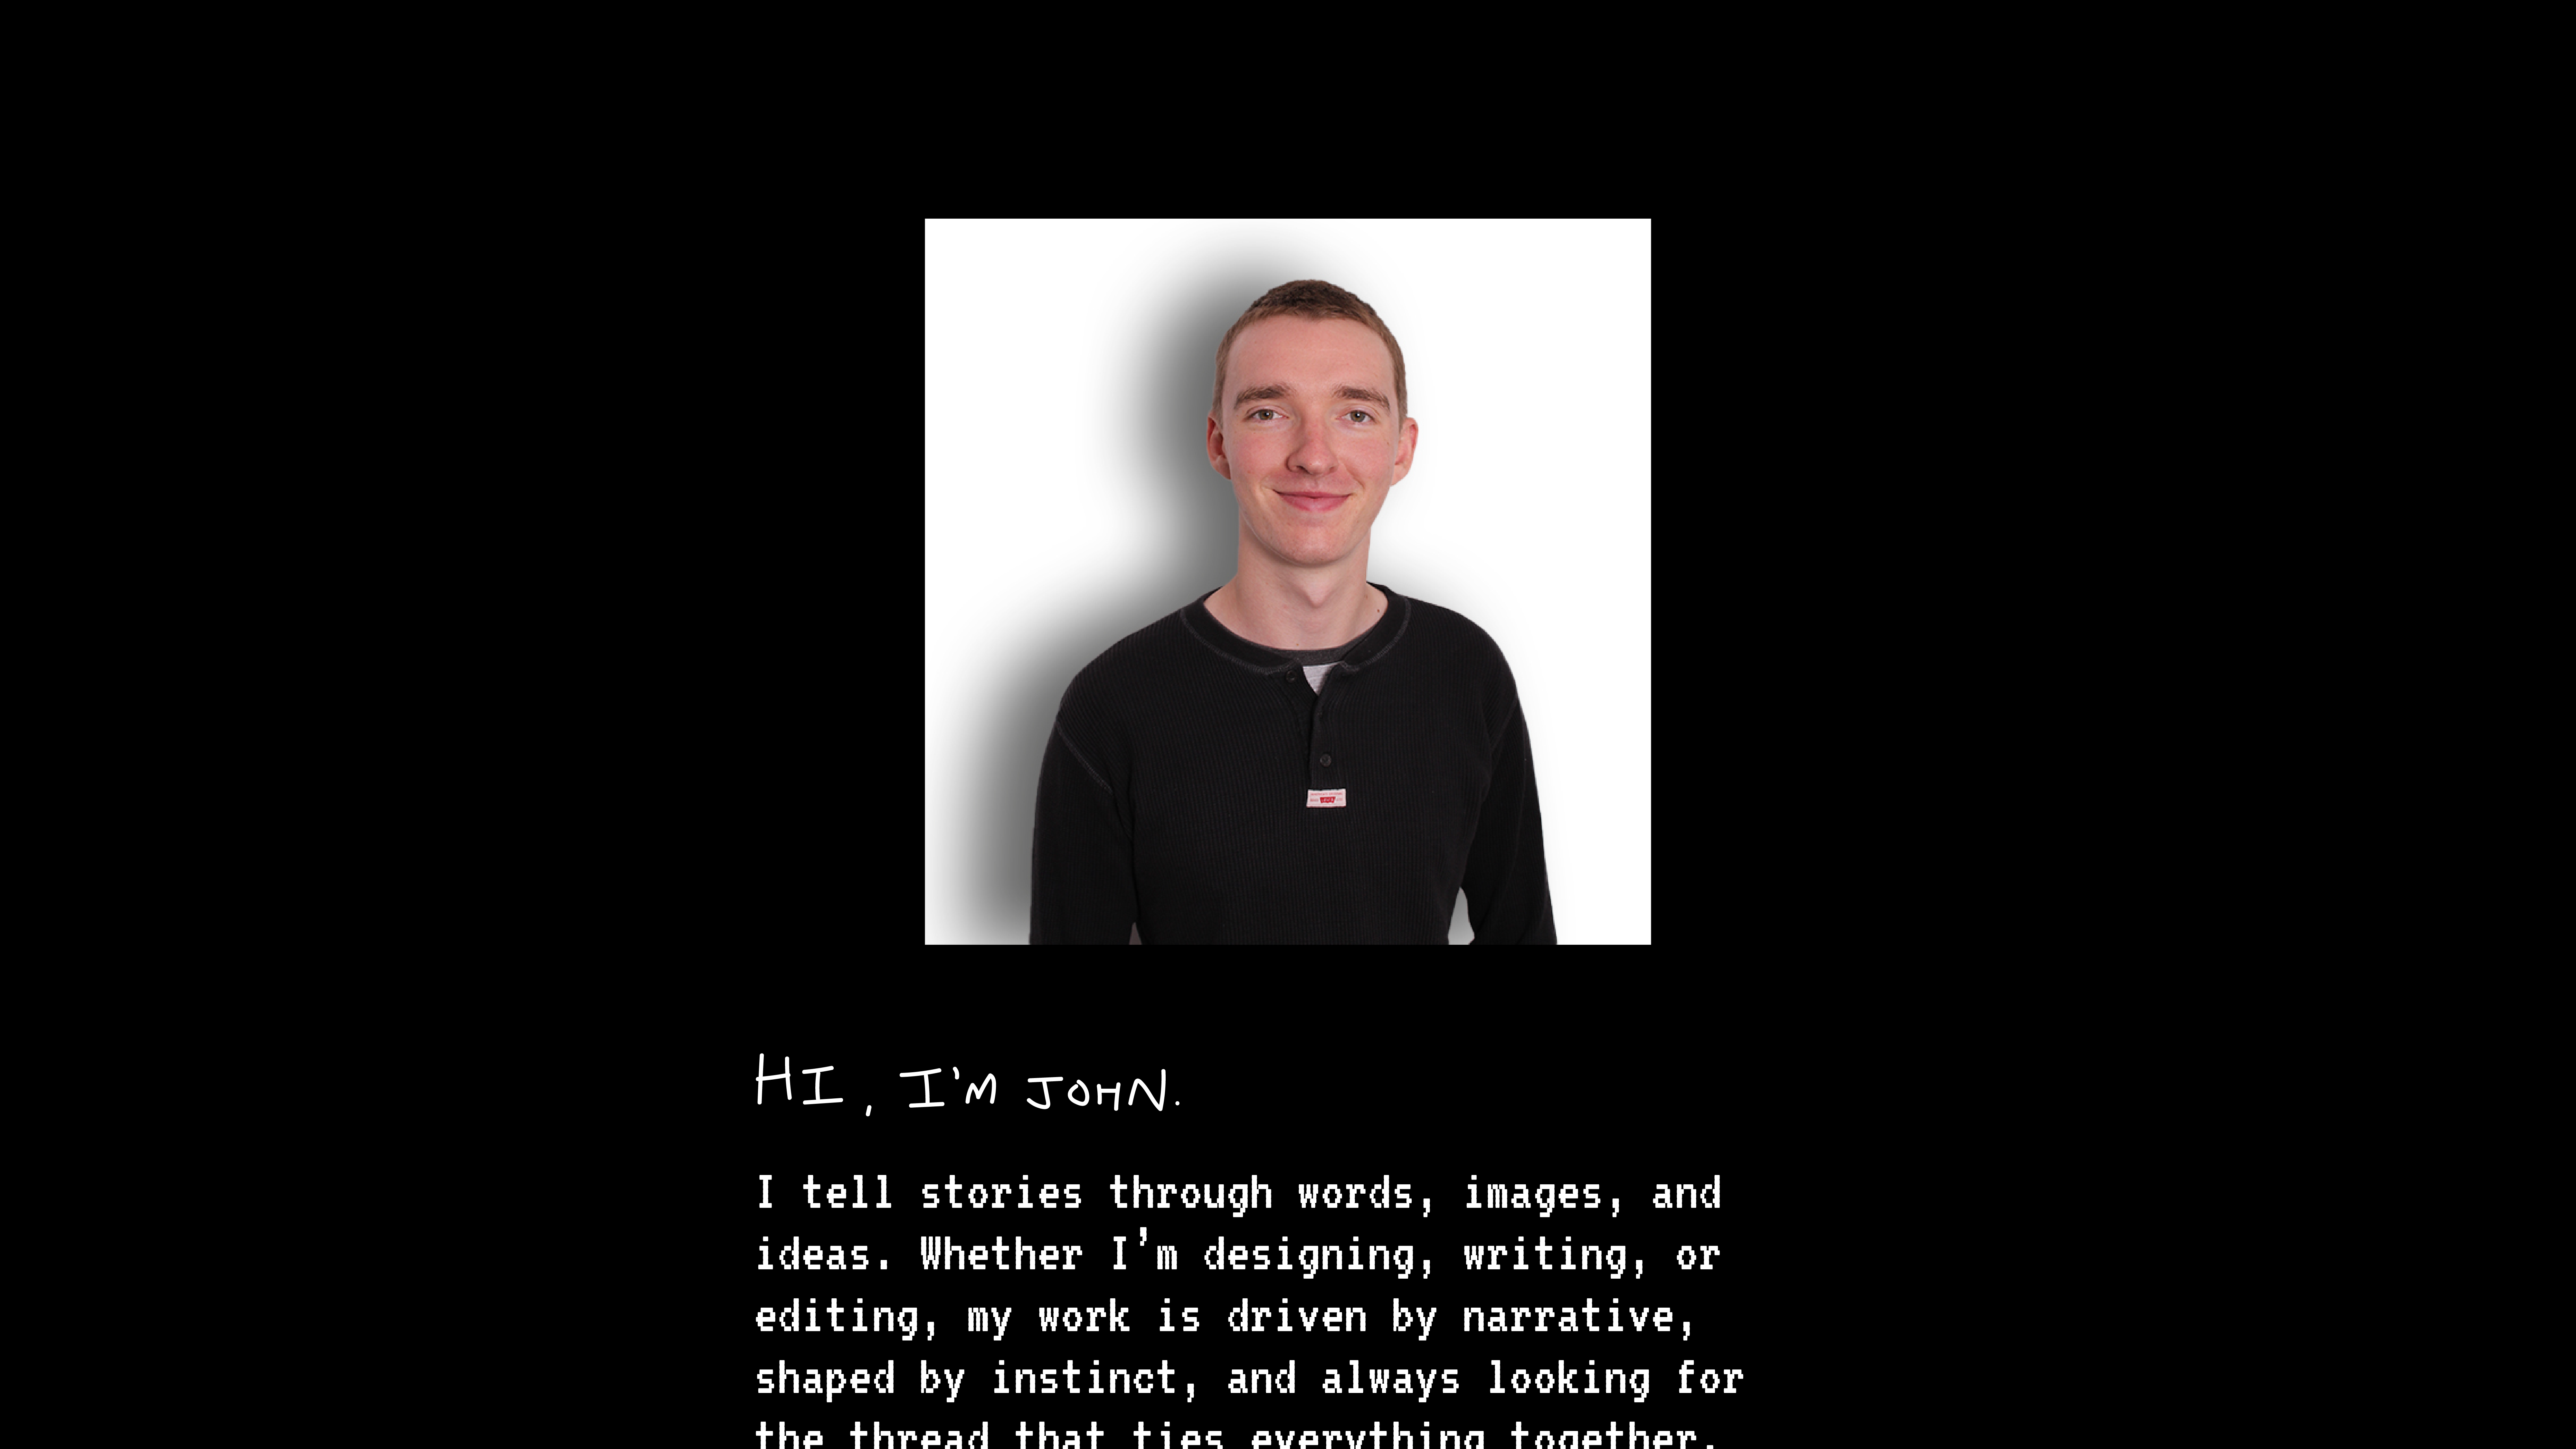 HI, I'M JOHN.
I tell stories through words, images, and
ideas. Whether I’m designing, writing, or
editing, my work is driven by narrative,
shaped by instinct, and always looking for
the thread that ties everything together.